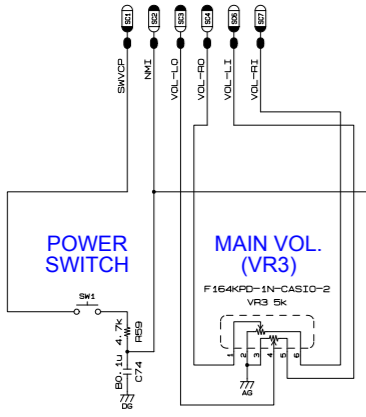 SC1 SC2 SC3 SC4 SC6 SC7
SWVCP NMI VOL-LO VOL-RO VOL-LI VOL-RI
POWER
SWITCH
MAIN VOL.
(VR3)
F164KPD-1N-CASIO-2
VR3 5k
SW1
4.7k R59
B0.1u C74
DG
1 2 3 4 5 6
AG